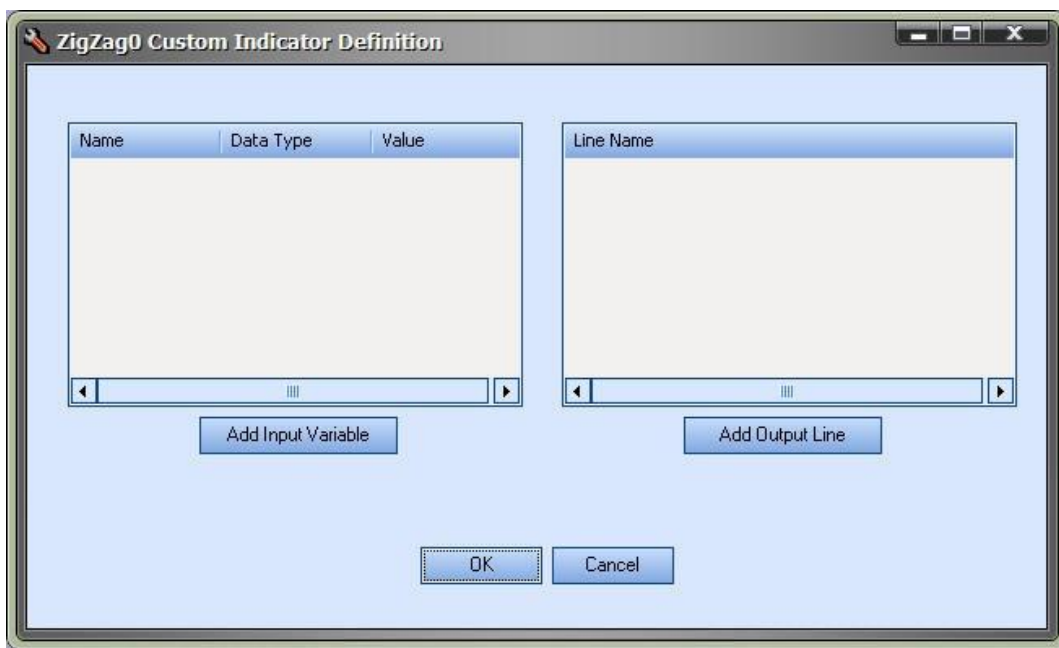 ZigZag0 Custom Indicator Definition
Name Data Type Value
Line Name
Add Input Variable
Add Output Line
OK
Cancel